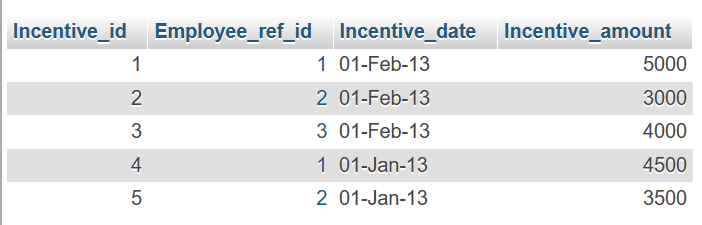 Incentive_id Employee_ref_id Incentive_date Incentive_amount
1 1 01-Feb-13 5000
2 2 01-Feb-13 3000
3 3 01-Feb-13 4000
4 1 01-Jan-13 4500
5 2 01-Jan-13 3500